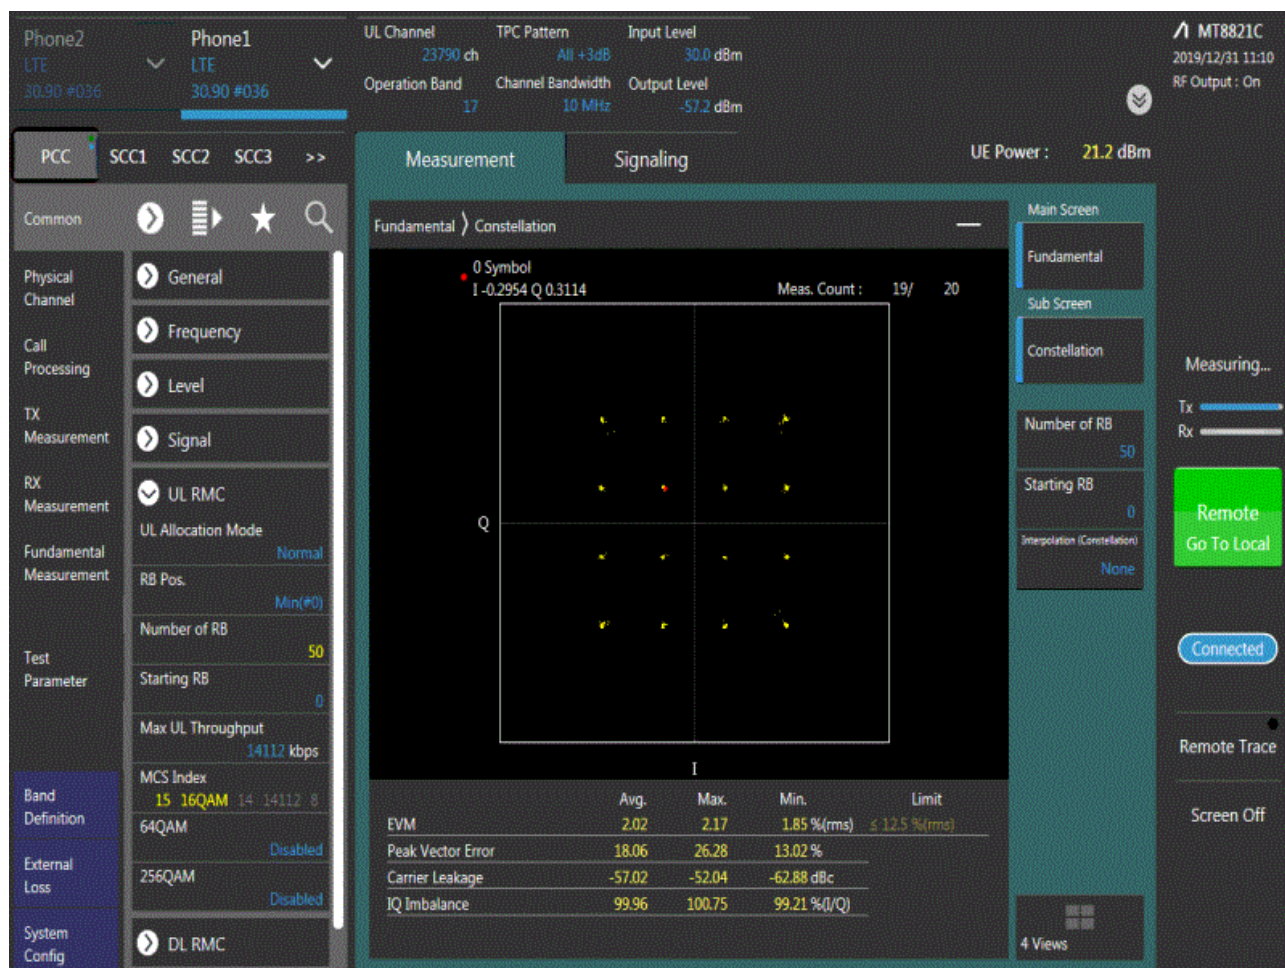 Phone2
LTE
30.90 #036
Phone1
LTE
30.90 #036
UL Channel
23790 ch
TPC Pattern
All +3dB
Input Level
30.0 dBm
Operation Band
17
Channel Bandwidth
10 MHz
Output Level
-57.2 dBm
MT8821C
2019/12/31 11:10
RF Output : On
PCC SCC1 SCC2 SCC3 >>
Measurement
Signaling
UE Power : 21.2 dBm
Common
Physical
Channel
Call
Processing
TX
Measurement
RX
Measurement
Fundamental
Measurement
Test
Parameter
Band
Definition
External
Loss
System
Config
General
Frequency
Level
Signal
UL RMC
UL Allocation Mode
Normal
RB Pos.
Min(#0)
Number of RB
50
Starting RB
0
Max UL Throughput
14112 kbps
MCS Index
15 16QAM 14 14112 8
64QAM
Disabled
256QAM
Disabled
DL RMC
Fundamental ⟩ Constellation
0 Symbol
I -0.2954 Q 0.3114
Meas. Count : 19/ 20
Q
I
Avg. Max. Min. Limit
EVM 2.02 2.17 1.85 %(rms) ≤ 12.5 %(rms)
Peak Vector Error 18.06 26.28 13.02 %
Carrier Leakage -57.02 -52.04 -62.88 dBc
IQ Imbalance 99.96 100.75 99.21 %(I/Q)
Main Screen
Fundamental
Sub Screen
Constellation
Number of RB
50
Starting RB
0
Interpolation (Constellation)
None
4 Views
Measuring...
Tx
Rx
Remote
Go To Local
Connected
Remote Trace
Screen Off